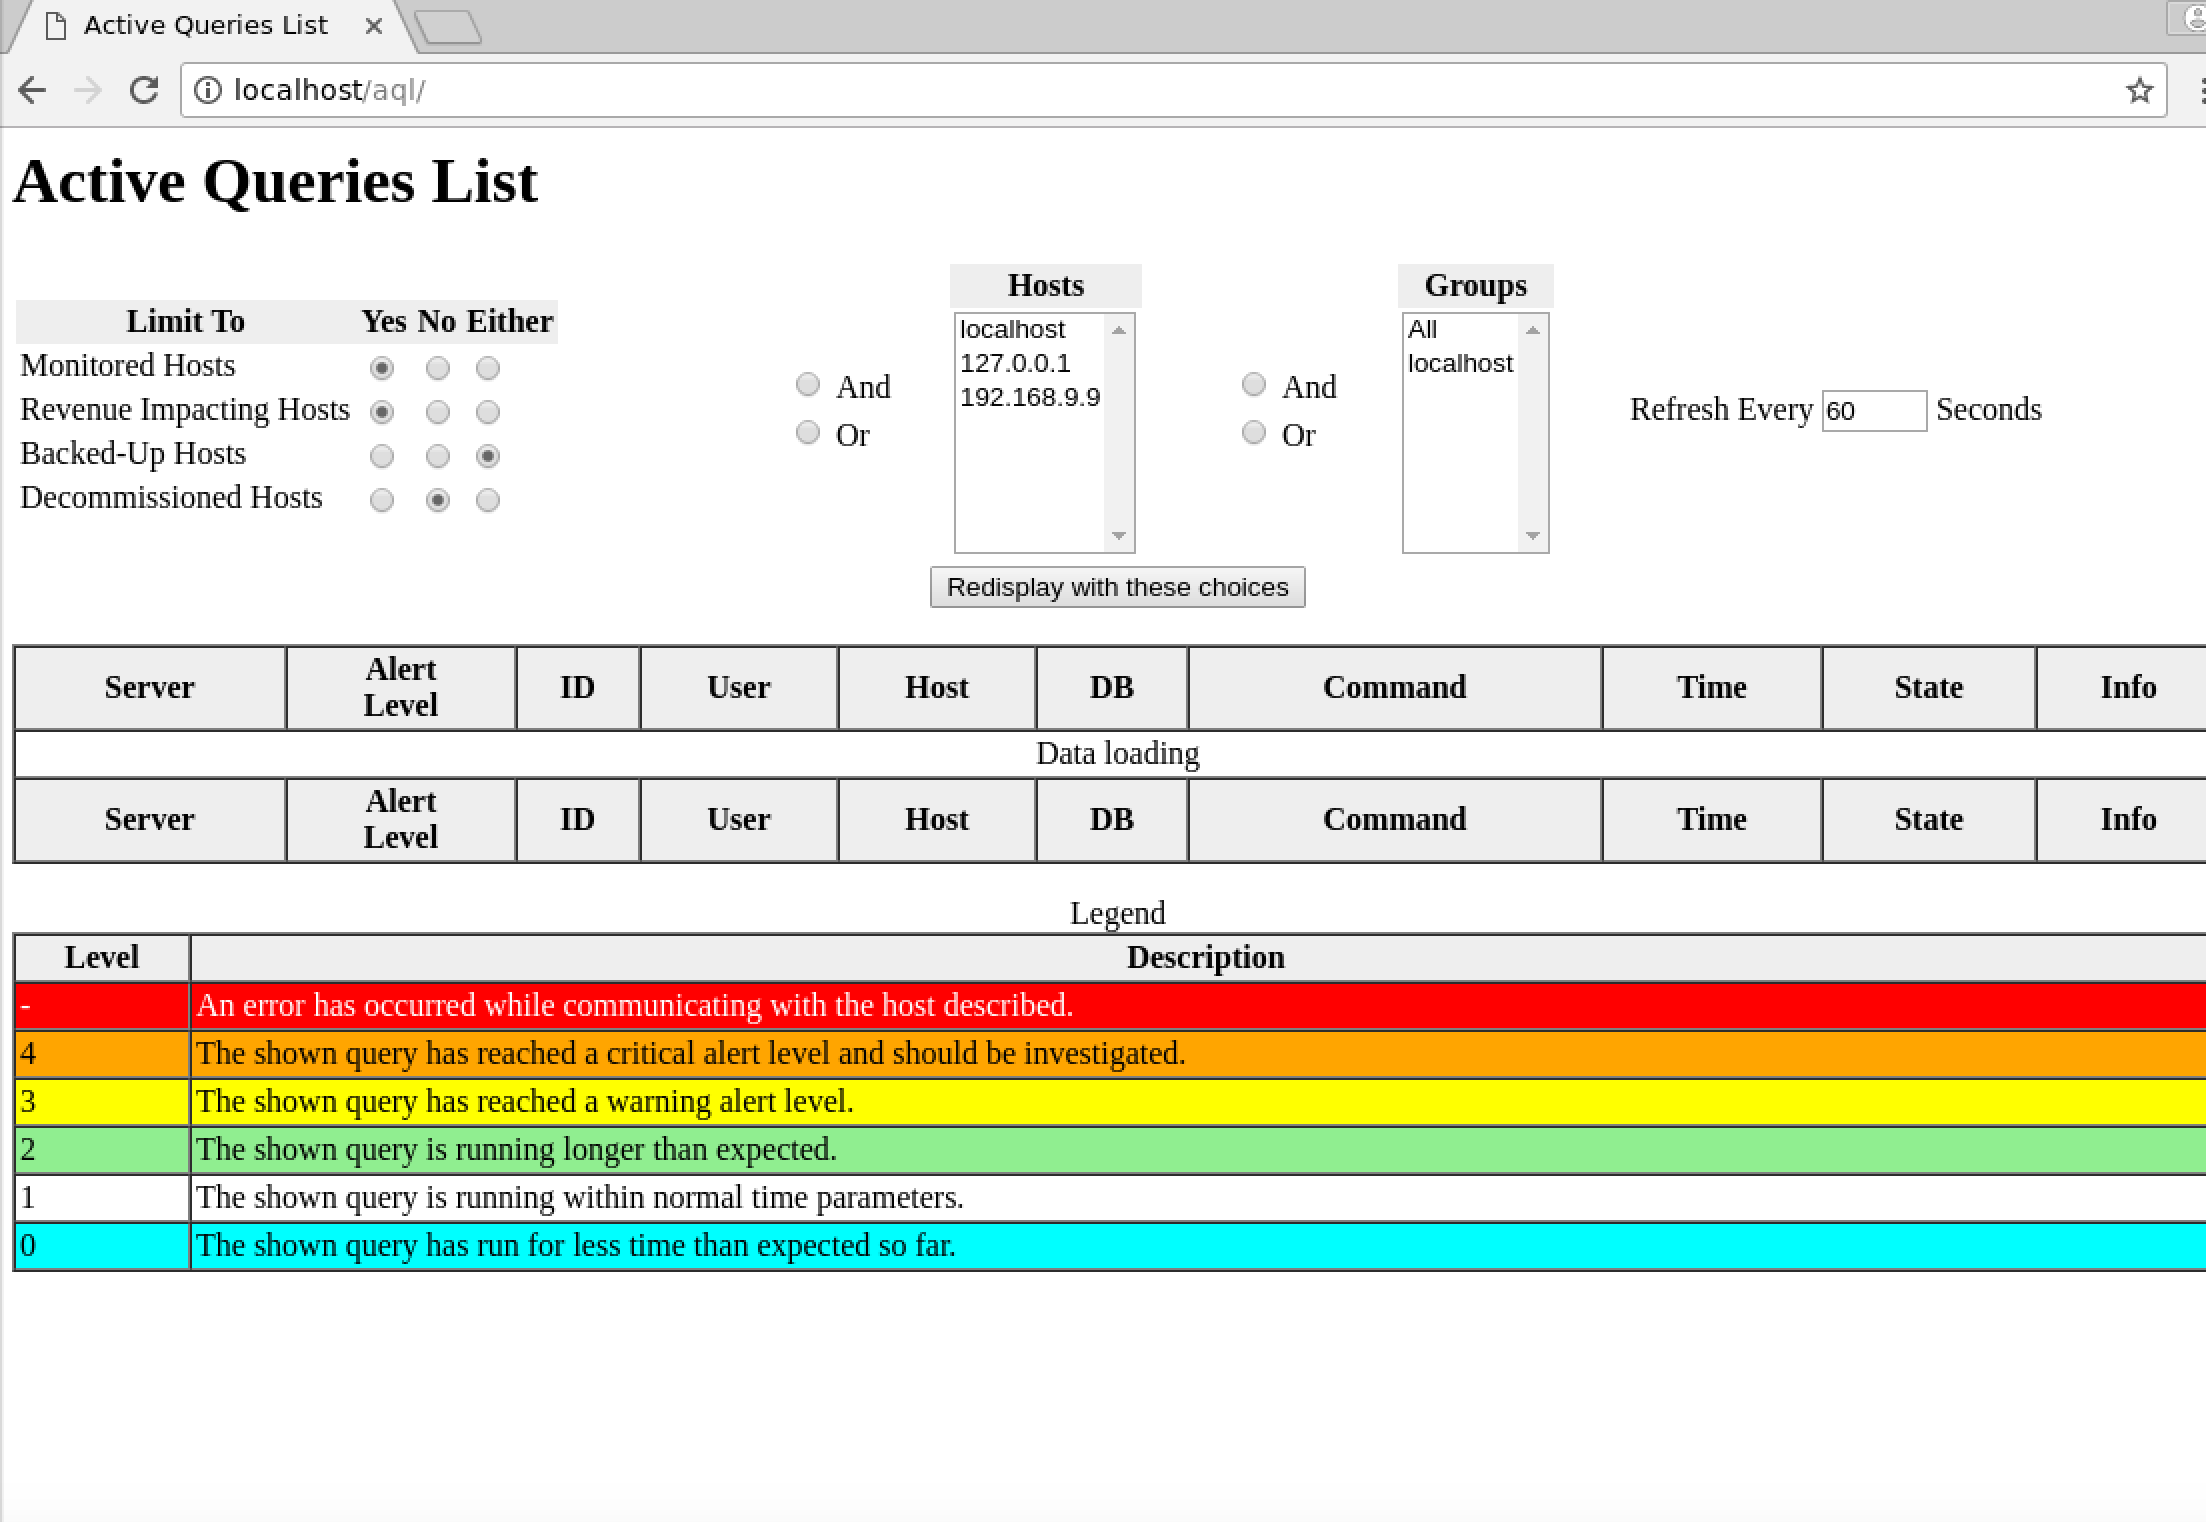 Active Queries List
localhost/aql/
Active Queries List
Limit To Yes No Either
Monitored Hosts
Revenue Impacting Hosts
Backed-Up Hosts
Decommissioned Hosts
And
Or
Hosts
localhost
127.0.0.1
192.168.9.9
And
Or
Groups
All
localhost
Refresh Every 60 Seconds
Redisplay with these choices
Server Alert Level ID User Host DB Command Time State Info
Data loading
Server Alert Level ID User Host DB Command Time State Info
Legend
Level Description
- An error has occurred while communicating with the host described.
4 The shown query has reached a critical alert level and should be investigated.
3 The shown query has reached a warning alert level.
2 The shown query is running longer than expected.
1 The shown query is running within normal time parameters.
0 The shown query has run for less time than expected so far.